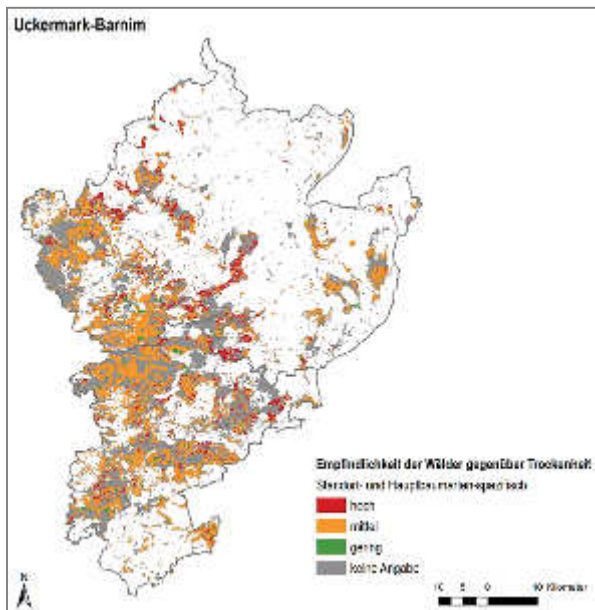 Uckermark-Barnim
Empfindlichkeit der Wälder gegenüber Trockenheit
Standort- und Hauptbaumarten-spezifisch
hoch
mittel
gering
keine Angabe
N
10 5 0 10 Kilometer